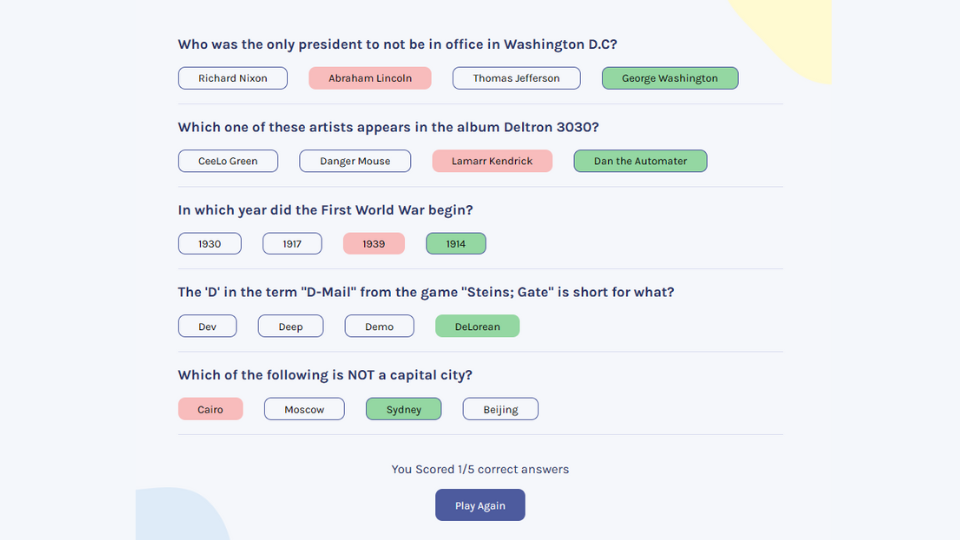 Who was the only president to not be in office in Washington D.C?
Richard Nixon Abraham Lincoln Thomas Jefferson George Washington
Which one of these artists appears in the album Deltron 3030?
CeeLo Green Danger Mouse Lamarr Kendrick Dan the Automater
In which year did the First World War begin?
1930 1917 1939 1914
The 'D' in the term "D-Mail" from the game "Steins; Gate" is short for what?
Dev Deep Demo DeLorean
Which of the following is NOT a capital city?
Cairo Moscow Sydney Beijing
You Scored 1/5 correct answers
Play Again